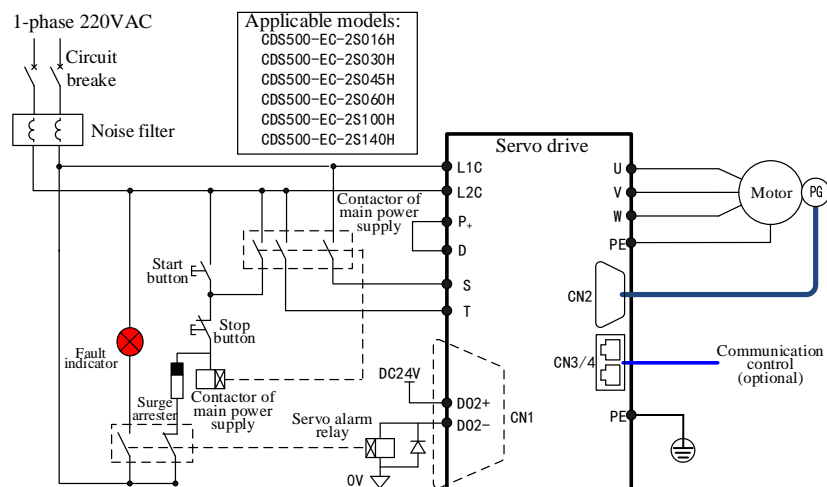 1-phase 220VAC
Circuit
breake
Noise filter
Applicable models:
CDS500-EC-2S016H
CDS500-EC-2S030H
CDS500-EC-2S045H
CDS500-EC-2S060H
CDS500-EC-2S100H
CDS500-EC-2S140H
Servo drive
L1C
L2C
P+
D
S
T
U
V
W
PE
Motor
PG
Contactor of
main power
supply
Start
button
Stop
button
CN2
CN3/4
Communication
control
(optional)
Fault
indicator
Surge
arrester
Contactor of
main power
supply
DC24V
DO2+
DO2-
CN1
PE
Servo alarm
relay
0V